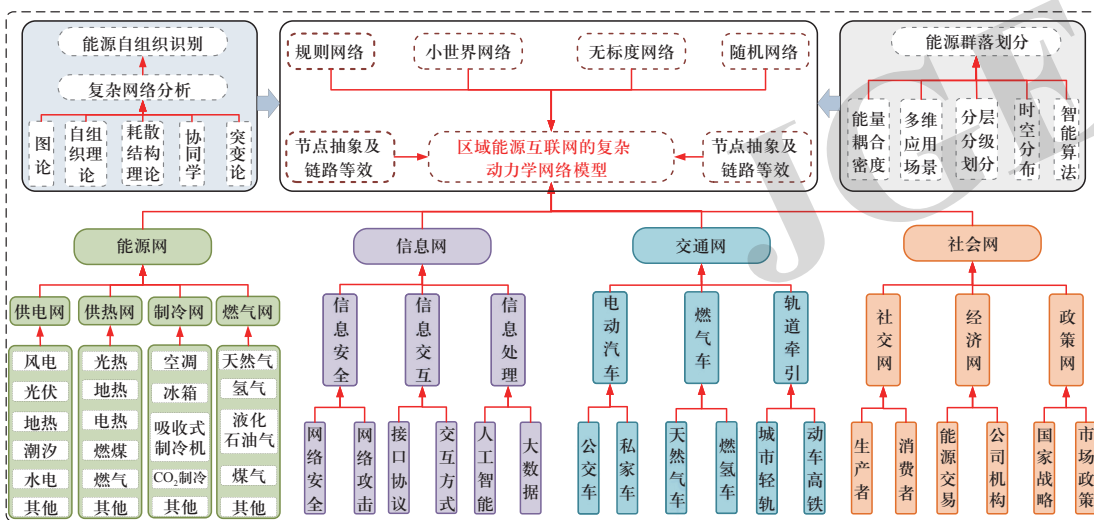 能源自组织识别
复杂网络分析
图论
自组织理论
耗散结构理论
协同学
突变论
规则网络
小世界网络
无标度网络
随机网络
节点抽象及
链路等效
区域能源互联网的复杂
动力学网络模型
节点抽象及
链路等效
能源群落划分
能量耦合密度
多维应用场景
分层分级划分
时空分布
智能算法
JGE
能源网
信息网
交通网
社会网
供电网
供热网
制冷网
燃气网
风电
光伏
地热
潮汐
水电
其他
光热
地热
电热
燃煤
燃气
其他
空凋
冰箱
吸收式
制冷机
CO₂制冷
其他
天然气
氢气
液化
石油气
煤气
其他
信息安全
信息交互
信息处理
网络安全
网络攻击
接口协议
交互方式
人工智能
大数据
电动汽车
燃气车
轨道牵引
公交车
私家车
天然气车
燃氢车
城市轻轨
动车高铁
社交网
经济网
政策网
生产者
消费者
能源交易
公司机构
国家战略
市场政策